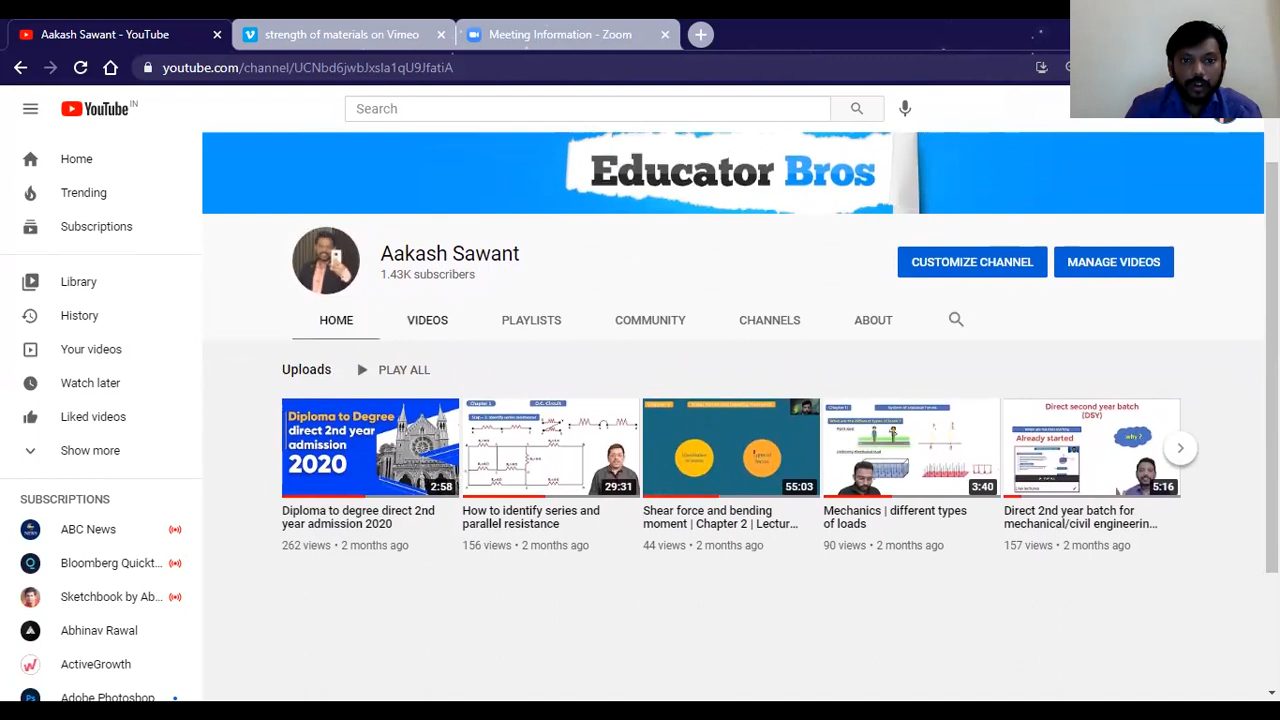 Aakash Sawant - YouTube
strength of materials on Vimeo
Meeting Information - Zoom
youtube.com/channel/UCNbd6jwbJxsIa1qU9JfatiA
YouTube IN
Search
Home
Trending
Subscriptions
Library
History
Your videos
Watch later
Liked videos
Show more
SUBSCRIPTIONS
ABC News
Bloomberg Quickt...
Sketchbook by Ab...
Abhinav Rawal
ActiveGrowth
Adobe Photoshop
Educator Bros
Aakash Sawant
1.43K subscribers
CUSTOMIZE CHANNEL
MANAGE VIDEOS
HOME
VIDEOS
PLAYLISTS
COMMUNITY
CHANNELS
ABOUT
Uploads
PLAY ALL
Diploma to Degree
direct 2nd year
admission
2020
2:58
Diploma to degree direct 2nd
year admission 2020
262 views • 2 months ago
Chapter 1
D.C. Circuit
29:31
How to identify series and
parallel resistance
156 views • 2 months ago
55:03
Shear force and bending
moment | Chapter 2 | Lectur...
44 views • 2 months ago
3:40
Mechanics | different types
of loads
90 views • 2 months ago
Direct second year batch
(DSY)
Already started
why ?
5:16
Direct 2nd year batch for
mechanical/civil engineerin...
157 views • 2 months ago